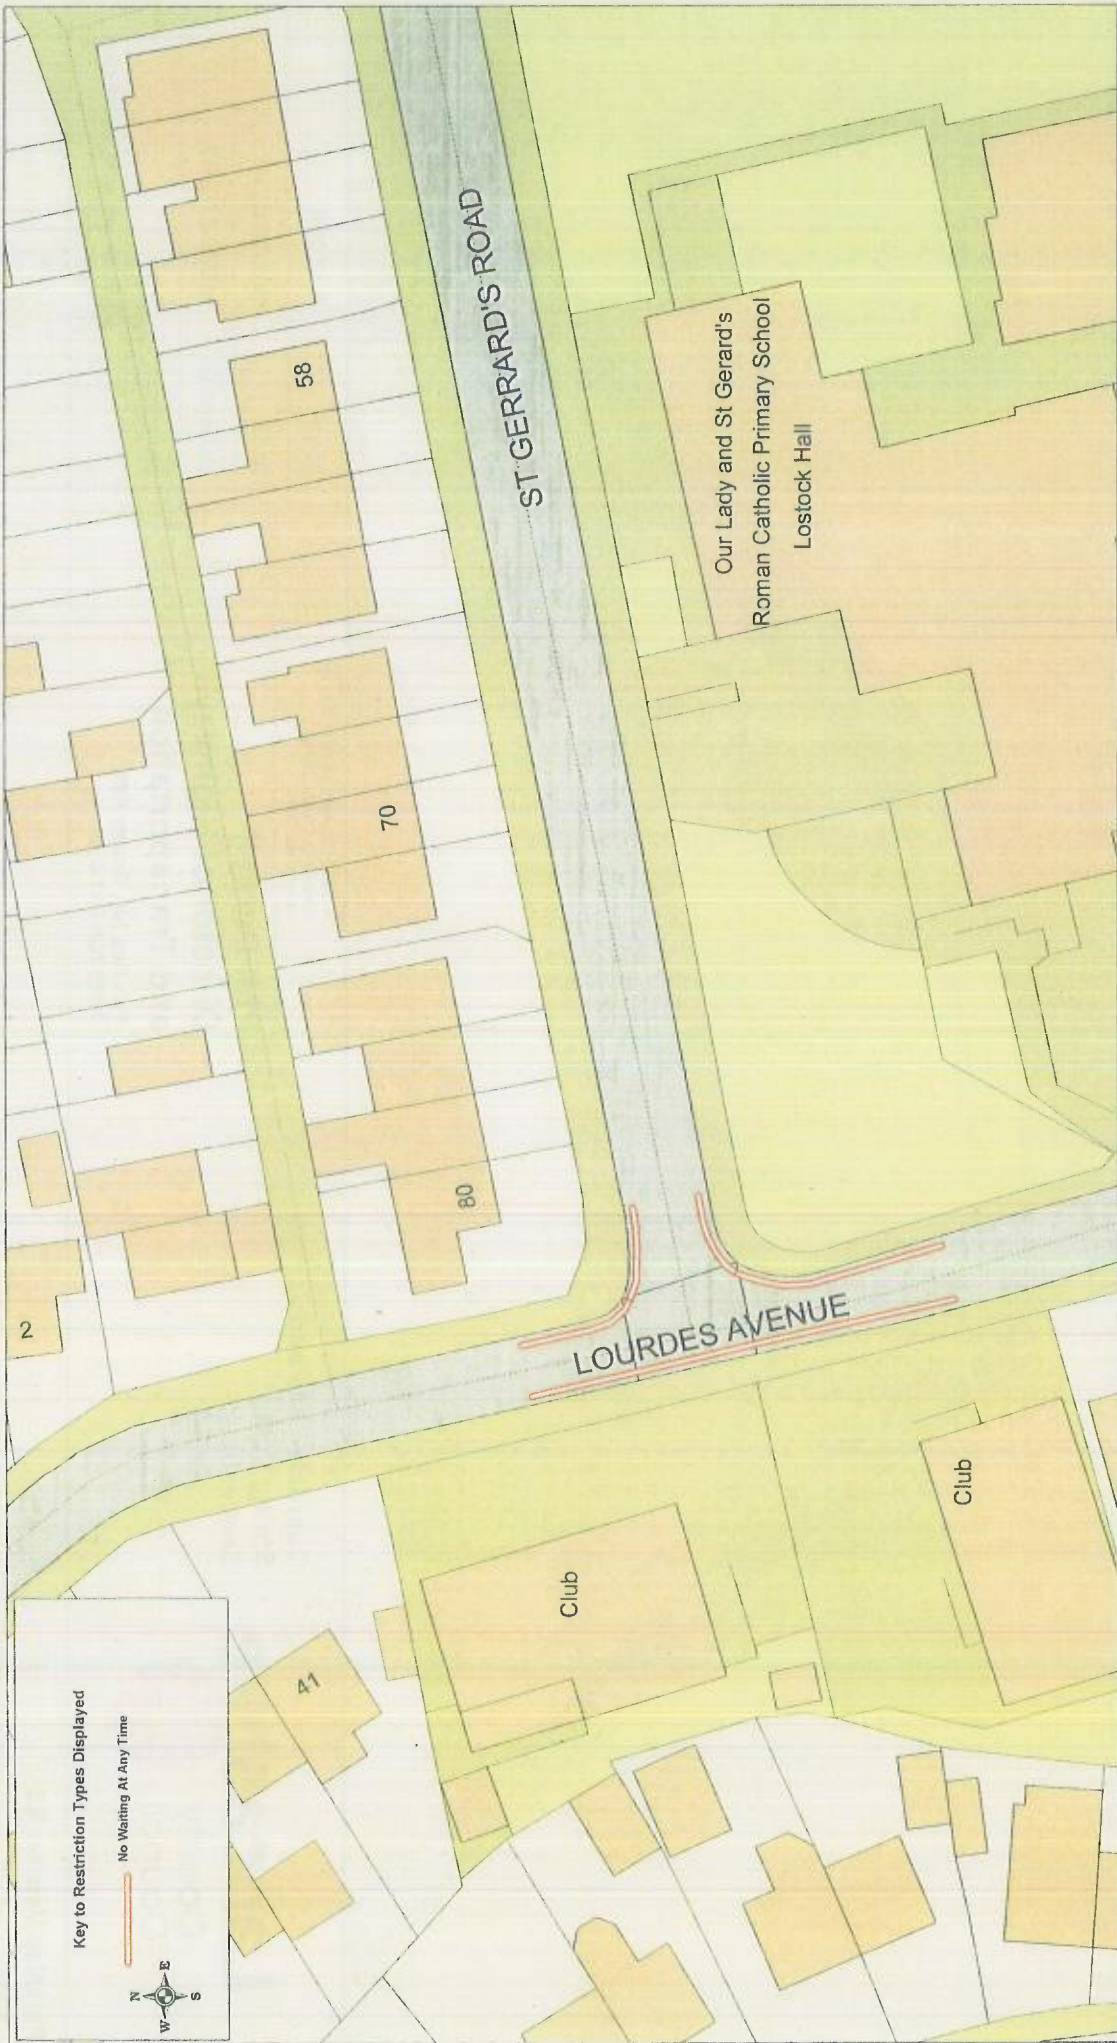 Key to Restriction Types Displayed
No Waiting At Any Time
N
W
E
S
2
58
70
80
41
ST GERRARD'S ROAD
LOURDES AVENUE
Our Lady and St Gerard's
Roman Catholic Primary School
Lostock Hall
Club
Club